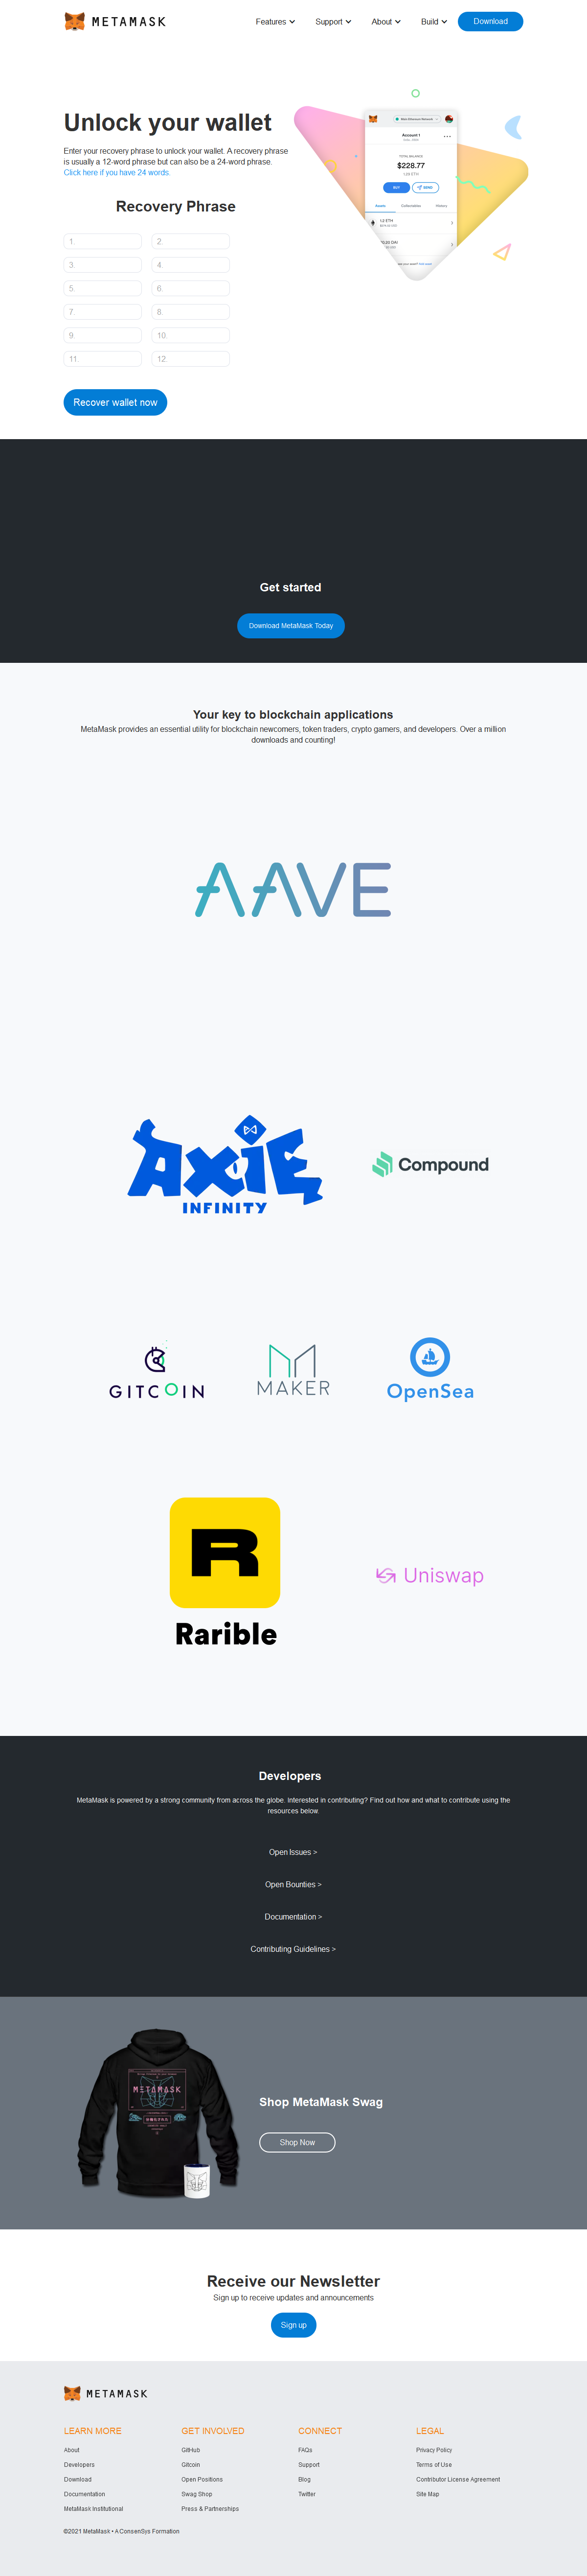 METAMASK
Features
Support
About
Build
Download
Unlock your wallet
Enter your recovery phrase to unlock your wallet. A recovery phrase
is usually a 12-word phrase but can also be a 24-word phrase.
Click here if you have 24 words.
Recovery Phrase
1.
2.
3.
4.
5.
6.
7.
8.
9.
10.
11.
12.
Recover wallet now
Account 1
TOTAL BALANCE
$228.77
BUY
SEND
Assets
Collectibles
History
Get started
Download MetaMask Today
Your key to blockchain applications
MetaMask provides an essential utility for blockchain newcomers, token traders, crypto gamers, and developers. Over a million
downloads and counting!
AAVE
AXIE
INFINITY
Compound
GITCOIN
MAKER
OpenSea
R
Rarible
Uniswap
Developers
MetaMask is powered by a strong community from across the globe. Interested in contributing? Find out how and what to contribute using the
resources below.
Open Issues >
Open Bounties >
Documentation >
Contributing Guidelines >
METAMASK
Shop MetaMask Swag
Shop Now
Receive our Newsletter
Sign up to receive updates and announcements
Sign up
METAMASK
LEARN MORE
About
Developers
Download
Documentation
MetaMask Institutional
GET INVOLVED
GitHub
Gitcoin
Open Positions
Swag Shop
Press & Partnerships
CONNECT
FAQs
Support
Blog
Twitter
LEGAL
Privacy Policy
Terms of Use
Contributor License Agreement
Site Map
©2021 MetaMask • A ConsenSys Formation